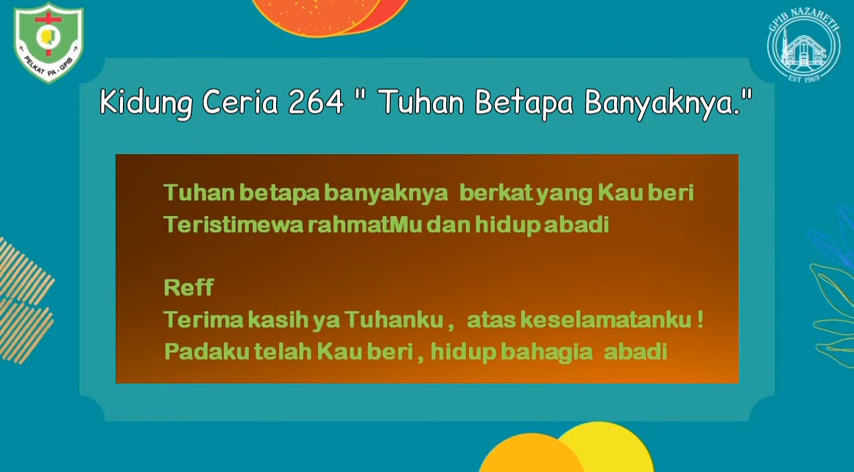 PELKAT PA - GPIB
GPIB NAZARETH
EST 1969
Kidung Ceria 264 " Tuhan Betapa Banyaknya."
Tuhan betapa banyaknya berkat yang Kau beri
Teristimewa rahmatMu dan hidup abadi
Reff
Terima kasih ya Tuhanku , atas keselamatanku !
Padaku telah Kau beri , hidup bahagia abadi